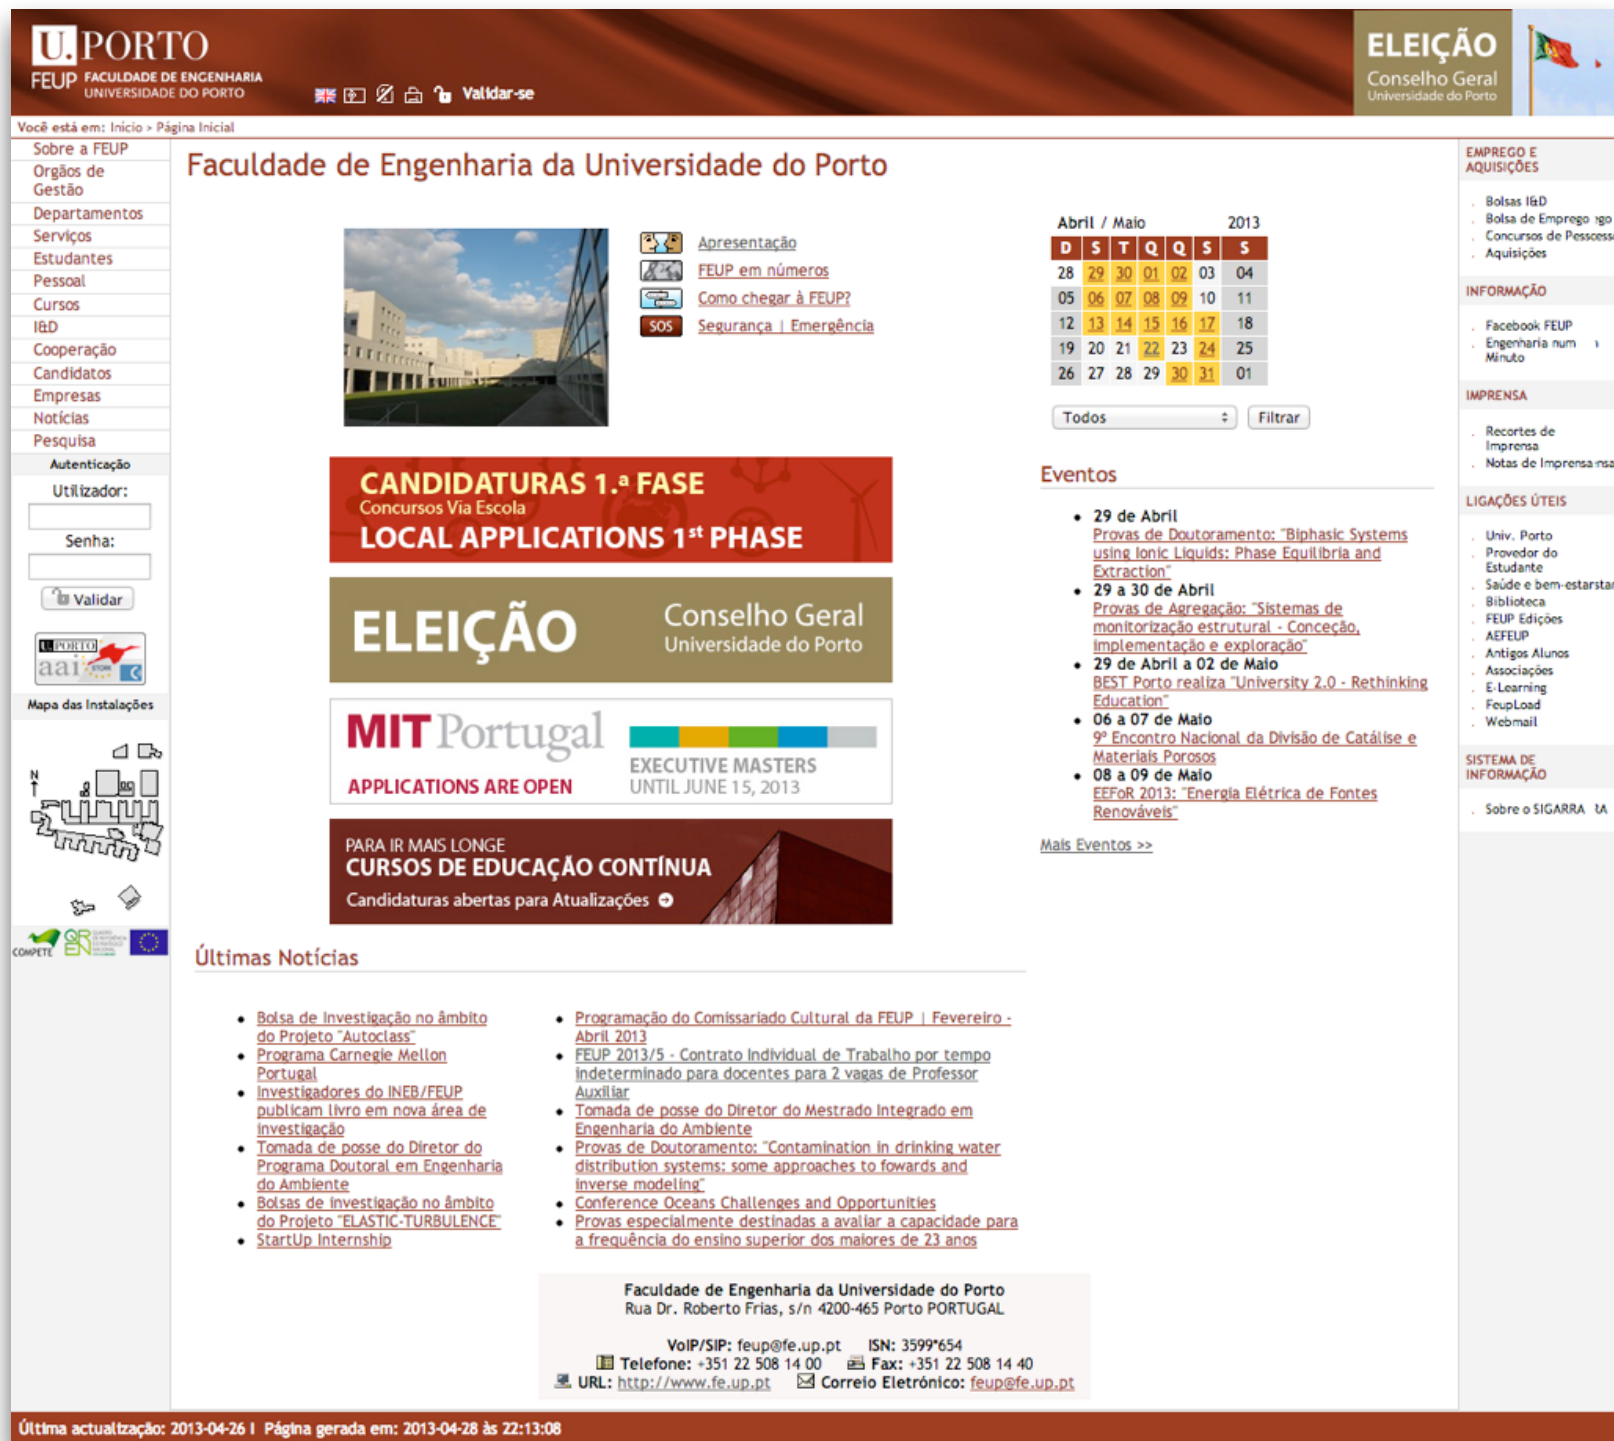 U. PORTO
FEUP FACULDADE DE ENGENHARIA
UNIVERSIDADE DO PORTO
Validar-se
ELEIÇÃO
Conselho Geral
Universidade do Porto
Você está em: Início > Página Inicial
Sobre a FEUP
Orgãos de
Gestão
Departamentos
Serviços
Estudantes
Pessoal
Cursos
I&D
Cooperação
Candidatos
Empresas
Notícias
Pesquisa
Autenticação
Utilizador:
Senha:
Validar
U.PORTO
aai
Mapa das Instalações
N
COMPETE
Faculdade de Engenharia da Universidade do Porto
Apresentação
FEUP em números
Como chegar à FEUP?
SOS Segurança | Emergência
CANDIDATURAS 1.ª FASE
Concursos Via Escola
LOCAL APPLICATIONS 1st PHASE
ELEIÇÃO
Conselho Geral
Universidade do Porto
MIT Portugal
APPLICATIONS ARE OPEN
EXECUTIVE MASTERS
UNTIL JUNE 15, 2013
PARA IR MAIS LONGE
CURSOS DE EDUCAÇÃO CONTÍNUA
Candidaturas abertas para Atualizações
Abril / Maio 2013
D S T Q Q S S
28 29 30 01 02 03 04
05 06 07 08 09 10 11
12 13 14 15 16 17 18
19 20 21 22 23 24 25
26 27 28 29 30 31 01
Todos Filtrar
Eventos
29 de Abril
Provas de Doutoramento: "Biphasic Systems
using Ionic Liquids: Phase Equilibria and
Extraction"
29 a 30 de Abril
Provas de Agregação: "Sistemas de
monitorização estrutural - Conceção,
implementação e exploração"
29 de Abril a 02 de Maio
BEST Porto realiza "University 2.0 - Rethinking
Education"
06 a 07 de Maio
9º Encontro Nacional da Divisão de Catálise e
Materiais Porosos
08 a 09 de Maio
EEFoR 2013: "Energia Elétrica de Fontes
Renováveis"
Mais Eventos >>
Últimas Notícias
Bolsa de Investigação no âmbito
do Projeto "Autoclass"
Programa Carnegie Mellon
Portugal
Investigadores do INEB/FEUP
publicam livro em nova área de
investigação
Tomada de posse do Diretor do
Programa Doutoral em Engenharia
do Ambiente
Bolsas de investigação no âmbito
do Projeto "ELASTIC-TURBULENCE"
StartUp Internship
Programação do Comissariado Cultural da FEUP | Fevereiro -
Abril 2013
FEUP 2013/5 - Contrato Individual de Trabalho por tempo
indeterminado para docentes para 2 vagas de Professor
Auxiliar
Tomada de posse do Diretor do Mestrado Integrado em
Engenharia do Ambiente
Provas de Doutoramento: "Contamination in drinking water
distribution systems: some approaches to fowards and
inverse modeling"
Conference Oceans Challenges and Opportunities
Provas especialmente destinadas a avaliar a capacidade para
a frequência do ensino superior dos maiores de 23 anos
EMPREGO E
AQUISIÇÕES
Bolsas I&D
Bolsa de Emprego
Concursos de
Aquisições
INFORMAÇÃO
Facebook FEUP
Engenharia num
Minuto
IMPRENSA
Recortes de
Imprensa
Notas de Imprensa
LIGAÇÕES ÚTEIS
Univ. Porto
Provedor do
Estudante
Saúde e bem-estar
Biblioteca
FEUP Edições
AEFEUP
Antigos Alunos
Associações
E-Learning
FeupLoad
Webmail
SISTEMA DE
INFORMAÇÃO
Sobre o SIGARRA
Faculdade de Engenharia da Universidade do Porto
Rua Dr. Roberto Frias, s/n 4200-465 Porto PORTUGAL
VoIP/SIP: feup@fe.up.pt ISN: 3599*654
Telefone: +351 22 508 14 00 Fax: +351 22 508 14 40
URL: http://www.fe.up.pt Correio Eletrónico: feup@fe.up.pt
Última actualização: 2013-04-26 I Página gerada em: 2013-04-28 às 22:13:08